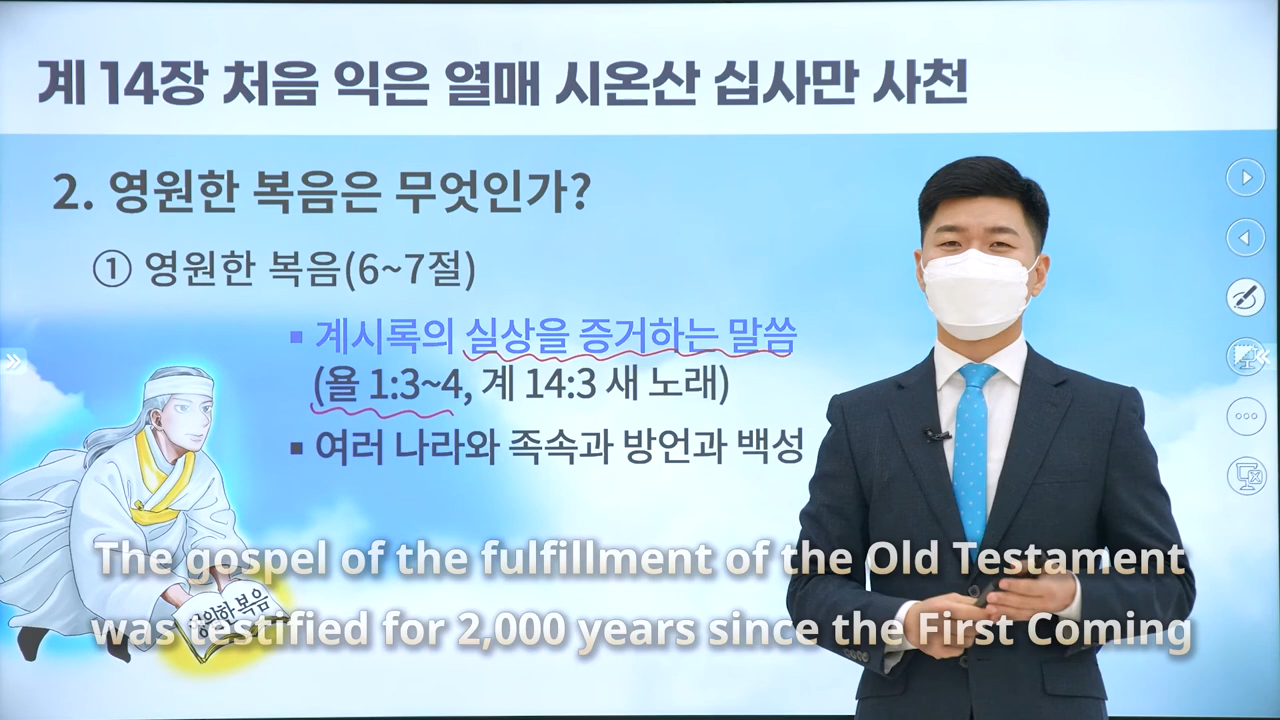 계 14장 처음 익은 열매 시온산 십사만 사천
2. 영원한 복음은 무엇인가?
① 영원한 복음(6~7절)
▪ 계시록의 실상을 증거하는 말씀
(욜 1:3~4, 계 14:3 새 노래)
▪ 여러 나라와 족속과 방언과 백성
영원한 복음
The gospel of the fulfillment of the Old Testament
was testified for 2,000 years since the First Coming